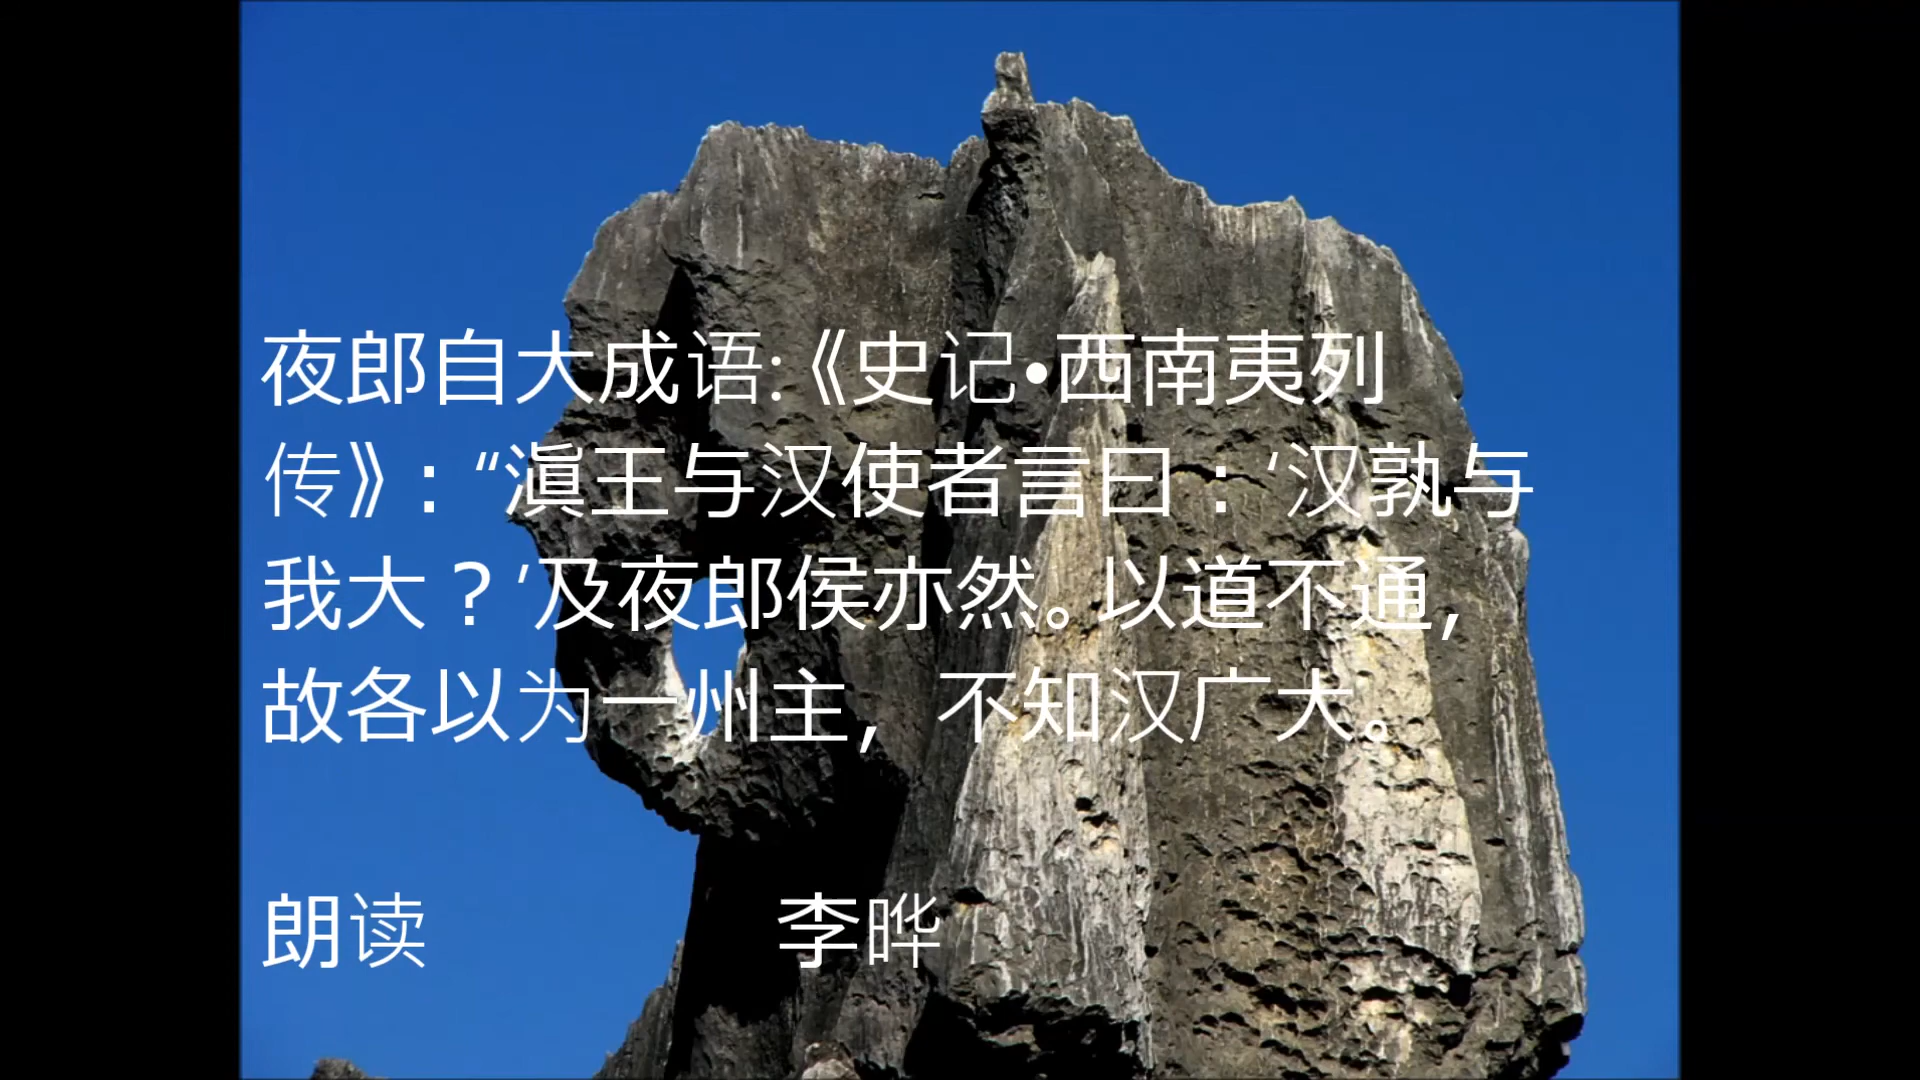 夜郎自大成语:《史记•西南夷列
传》：“滇王与汉使者言曰：‘汉孰与
我大？’及夜郎侯亦然。以道不通，
故各以为一州主，不知汉广大。
朗读 李晔